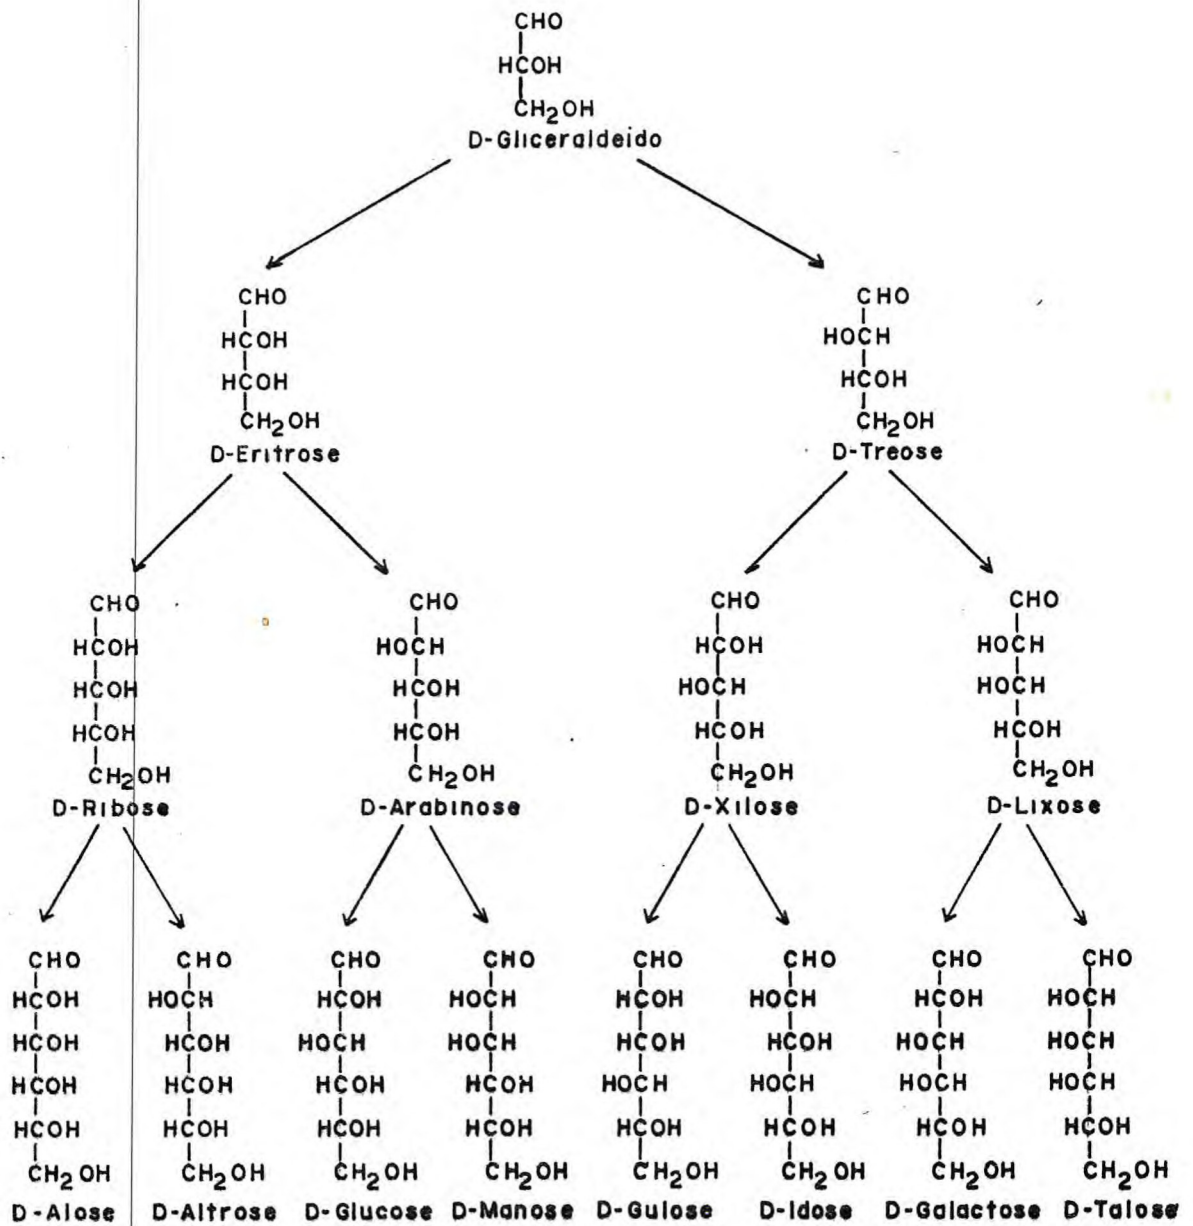 CHO
HCOH
CH2OH
D-Gliceraldeido
CHO
HCOH
HCOH
CH2OH
D-Eritrose
CHO
HOCH
HCOH
CH2OH
D-Treose
CHO
HCOH
HCOH
HCOH
CH2OH
D-Ribose
CHO
HOCH
HCOH
HCOH
CH2OH
D-Arabinose
CHO
HCOH
HOCH
HCOH
CH2OH
D-Xilose
CHO
HOCH
HOCH
HCOH
CH2OH
D-Lixose
CHO
HCOH
HCOH
HCOH
HCOH
CH2OH
D-Alose
CHO
HOCH
HCOH
HCOH
HCOH
CH2OH
D-Altrose
CHO
HCOH
HOCH
HCOH
HCOH
CH2OH
D-Glucose
CHO
HOCH
HOCH
HCOH
HCOH
CH2OH
D-Manose
CHO
HCOH
HCOH
HOCH
HCOH
CH2OH
D-Gulose
CHO
HOCH
HCOH
HOCH
HCOH
CH2OH
D-Idose
CHO
HCOH
HOCH
HOCH
HCOH
CH2OH
D-Galactose
CHO
HOCH
HOCH
HOCH
HCOH
CH2OH
D-Talose